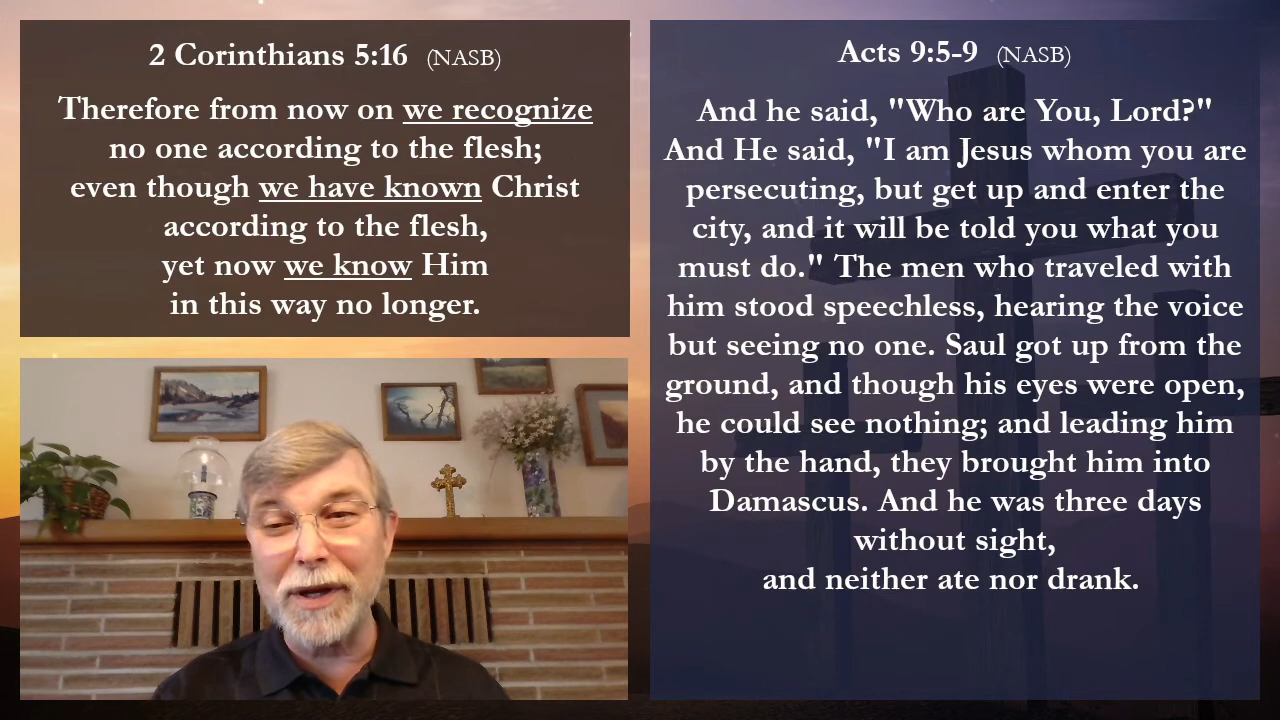 2 Corinthians 5:16 (NASB)
Therefore from now on we recognize
no one according to the flesh;
even though we have known Christ
according to the flesh,
yet now we know Him
in this way no longer.
Acts 9:5-9 (NASB)
And he said, "Who are You, Lord?"
And He said, "I am Jesus whom you are
persecuting, but get up and enter the
city, and it will be told you what you
must do." The men who traveled with
him stood speechless, hearing the voice
but seeing no one. Saul got up from the
ground, and though his eyes were open,
he could see nothing; and leading him
by the hand, they brought him into
Damascus. And he was three days
without sight,
and neither ate nor drank.